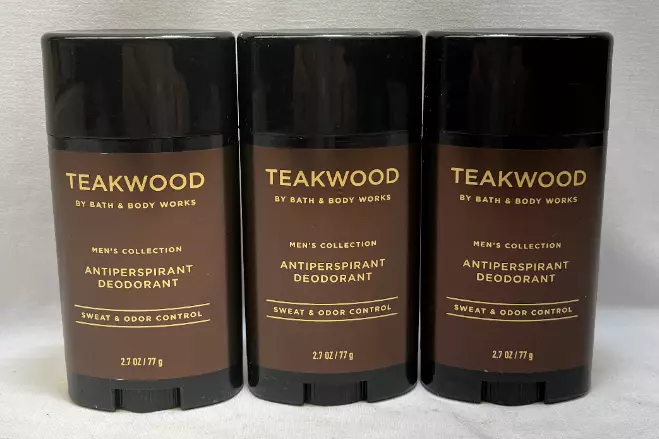 TEAKWOOD
BY BATH & BODY WORKS
MEN'S COLLECTION
ANTIPERSPIRANT
DEODORANT
SWEAT & ODOR CONTROL
2.7 OZ / 77 g
TEAKWOOD
BY BATH & BODY WORKS
MEN'S COLLECTION
ANTIPERSPIRANT
DEODORANT
SWEAT & ODOR CONTROL
2.7 OZ / 77 g
TEAKWOOD
BY BATH & BODY WORKS
MEN'S COLLECTION
ANTIPERSPIRANT
DEODORANT
SWEAT & ODOR CONTROL
2.7 OZ / 77 g